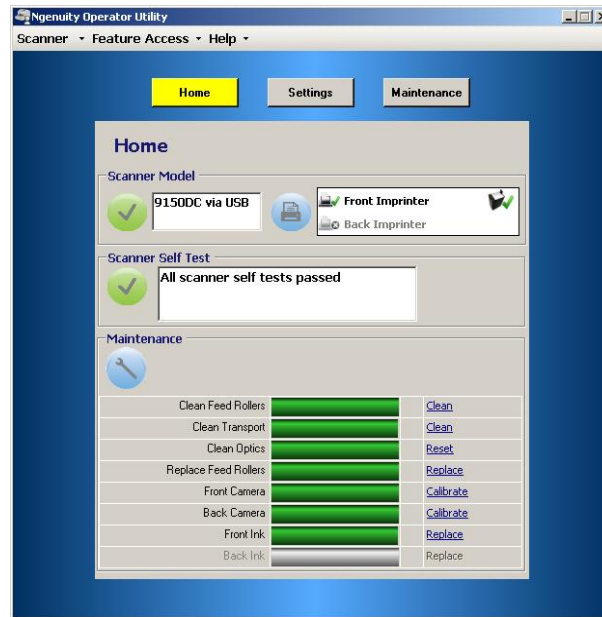 Ngenuity Operator Utility
Scanner Feature Access Help
Home Settings Maintenance
Home
Scanner Model
9150DC via USB
Front Imprinter
Back Imprinter
Scanner Self Test
All scanner self tests passed
Maintenance
Clean Feed Rollers Clean
Clean Transport Clean
Clean Optics Reset
Replace Feed Rollers Replace
Front Camera Calibrate
Back Camera Calibrate
Front Ink Replace
Back Ink Replace